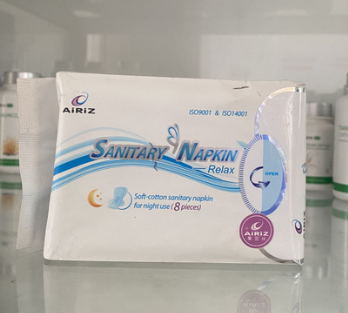 AiRiZ
ISO9001 & ISO14001
SANITARY NAPKIN
Relax
OPEN
Soft-cotton sanitary napkin
for night use (8 pieces)
AiRiZ